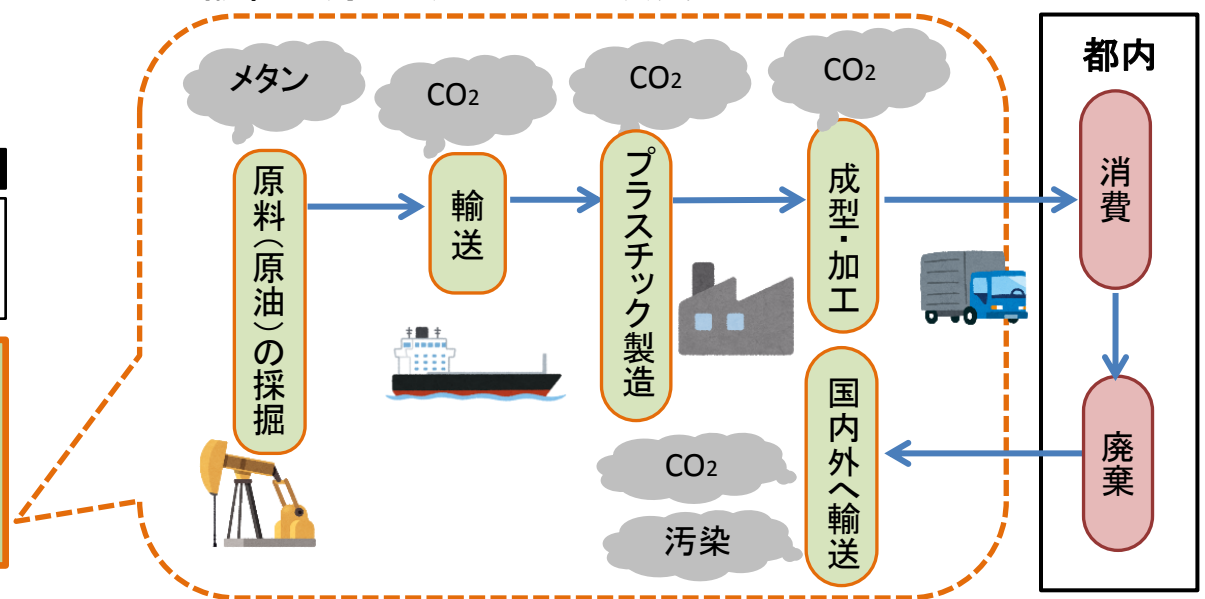 メタン
CO2
CO2
CO2
都内
原料(原油)の採掘
輸送
プラスチック製造
成型・加工
消費
国内外へ輸送
廃棄
CO2
汚染